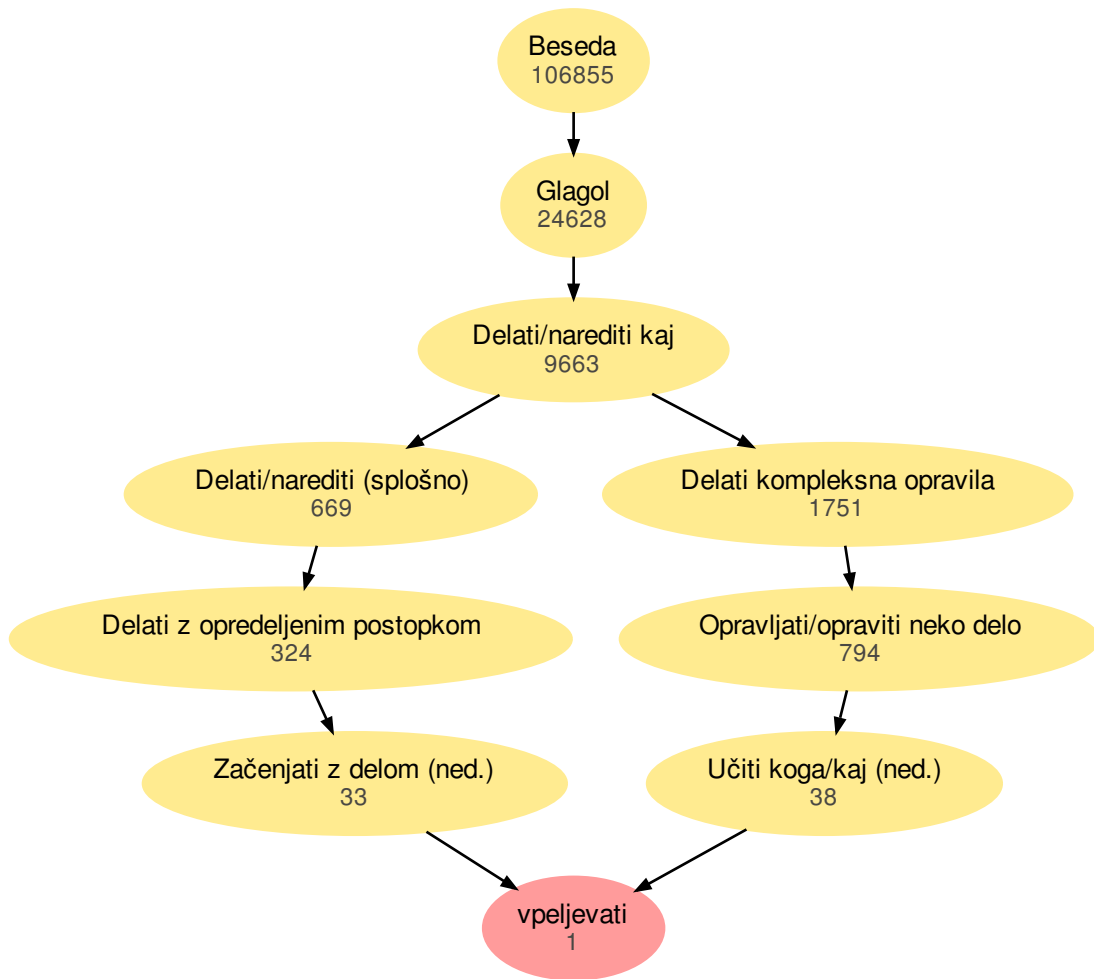 Beseda
106855
Glagol
24628
Delati/narediti kaj
9663
Delati/narediti (splošno)
669
Delati kompleksna opravila
1751
Delati z opredeljenim postopkom
324
Opravljati/opraviti neko delo
794
Začenjati z delom (ned.)
33
Učiti koga/kaj (ned.)
38
vpeljevati
1